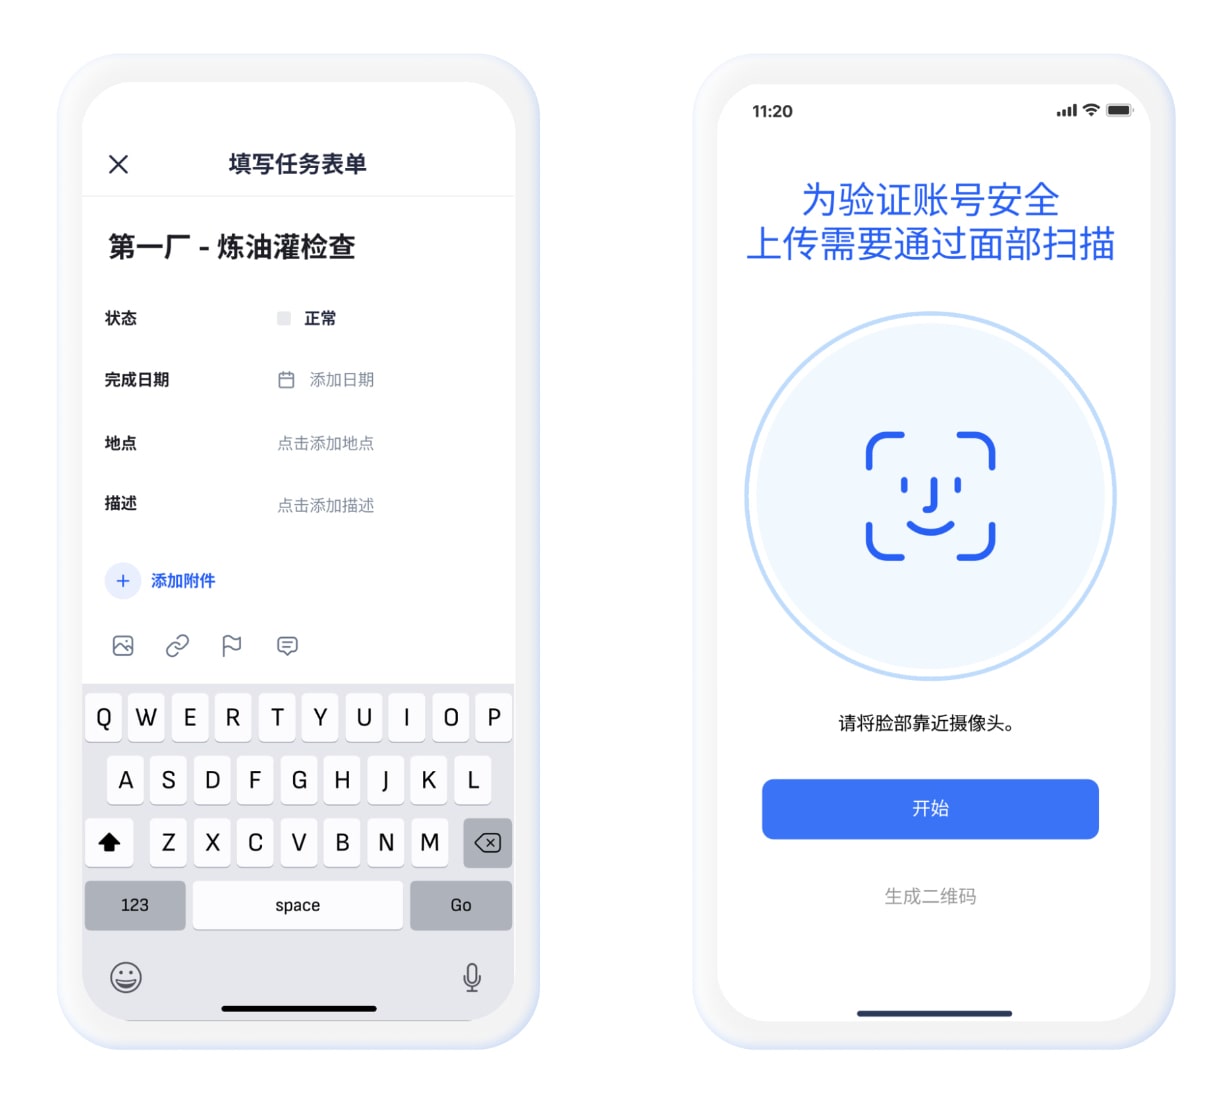 填写任务表单
第一厂 - 炼油灌检查
状态 正常
完成日期 添加日期
地点 点击添加地点
描述 点击添加描述
+ 添加附件
Q W E R T Y U I O P
A S D F G H J K L
Z X C V B N M
123 space Go
11:20
为验证账号安全
上传需要通过面部扫描
请将脸部靠近摄像头。
开始
生成二维码